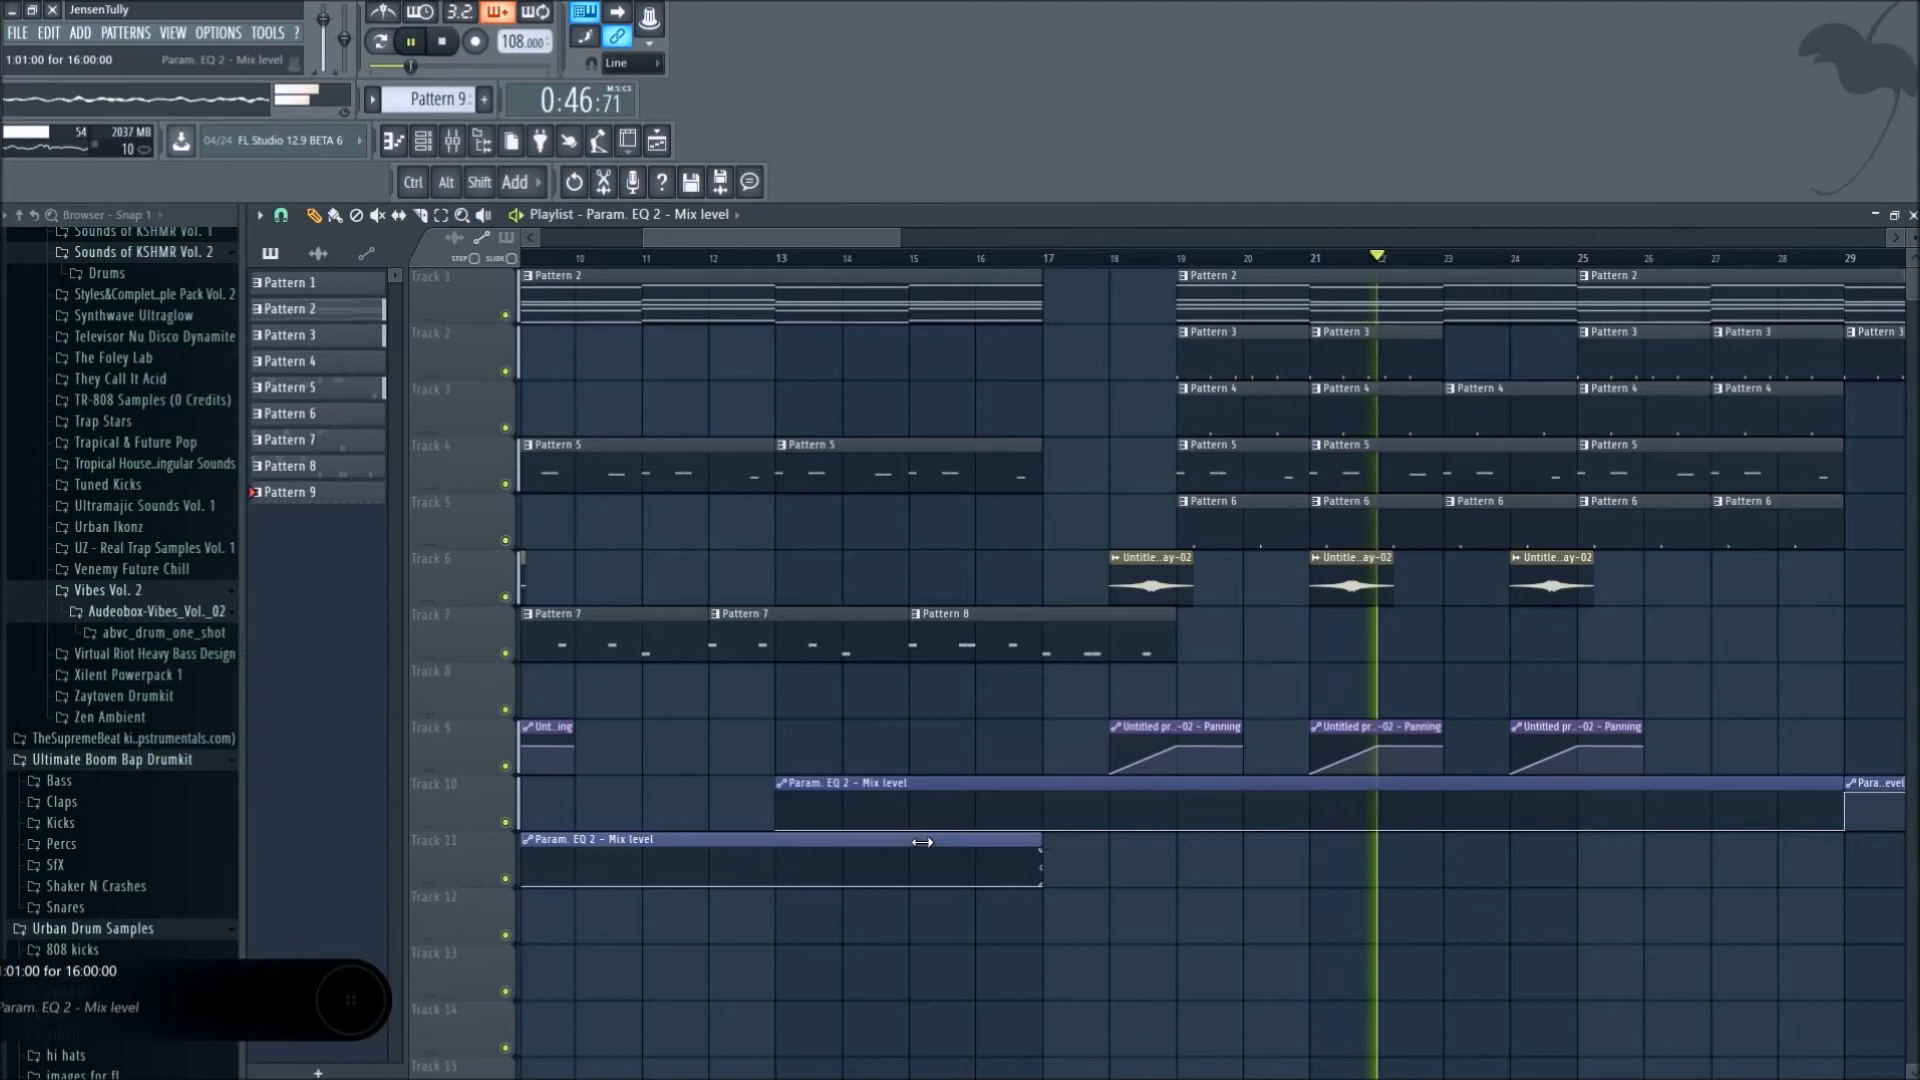 JensenTully
FILE EDIT ADD PATTERNS VIEW OPTIONS TOOLS ?
1:01:00 for 16:00:00 Param. EQ 2 - Mix level
3.2.
108.000
Line
Pattern 9
0:46:71
M:S:CS
54 2037 MB
10
04/24 FL Studio 12.9 BETA 6
Ctrl Alt Shift Add
Browser - Snap 1
Playlist - Param. EQ 2 - Mix level
STEP SLIDE
10 11 12 13 14 15 16 17 18 19 20 21 22 23 24 25 26 27 28 29
Sounds of KSHMR Vol. 1
Sounds of KSHMR Vol. 2
Drums
Styles&Complet..ple Pack Vol. 2
Synthwave Ultraglow
Televisor Nu Disco Dynamite
The Foley Lab
They Call It Acid
TR-808 Samples (0 Credits)
Trap Stars
Trapical & Future Pop
Tropical House..ingular Sounds
Tuned Kicks
Ultramajic Sounds Vol. 1
Urban Ikonz
UZ - Real Trap Samples Vol. 1
Venemy Future Chill
Vibes Vol. 2
Audeobox-Vibes_Vol._02
abvc_drum_one_shot
Virtual Riot Heavy Bass Design
Xilent Powerpack 1
Zaytoven Drumkit
Zen Ambient
TheSupremeBeat ki..pstrumentals.com)
Ultimate Boom Bap Drumkit
Bass
Claps
Kicks
Percs
SfX
Shaker N Crashes
Snares
Urban Drum Samples
808 kicks
:01:00 for 16:00:00
Param. EQ 2 - Mix level
hi hats
images for fl
Pattern 1
Pattern 2
Pattern 3
Pattern 4
Pattern 5
Pattern 6
Pattern 7
Pattern 8
Pattern 9
+
Track 1 Pattern 2 Pattern 2 Pattern 2
Track 2 Pattern 3 Pattern 3 Pattern 3 Pattern 3 Pattern 3
Track 3 Pattern 4 Pattern 4 Pattern 4 Pattern 4 Pattern 4
Track 4 Pattern 5 Pattern 5 Pattern 5 Pattern 5 Pattern 5
Track 5 Pattern 6 Pattern 6 Pattern 6 Pattern 6 Pattern 6
Track 6 Untitle..ay-02 Untitle..ay-02 Untitle..ay-02
Track 7 Pattern 7 Pattern 7 Pattern 8
Track 8
Track 9 Unt..ing Untitled pr..-02 - Panning Untitled pr..-02 - Panning Untitled pr..-02 - Panning
Track 10 Param. EQ 2 - Mix level Para..evel
Track 11 Param. EQ 2 - Mix level
Track 12
Track 13
Track 14
Track 15